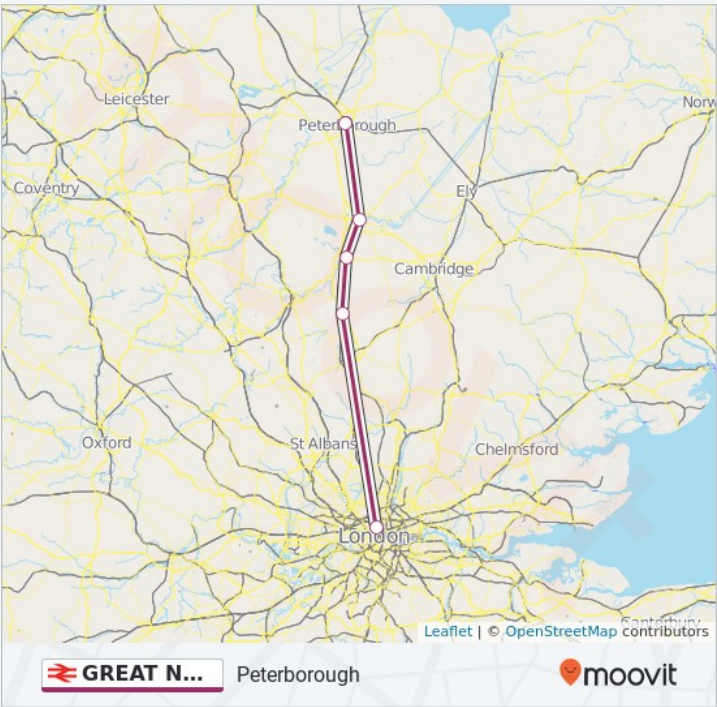 Leicester
Norw
Peterborough
Coventry
Ely
Cambridge
Oxford
St Albans
Chelmsford
London
Canterbury
Leaflet | © OpenStreetMap contributors
GREAT N...
Peterborough
moovit